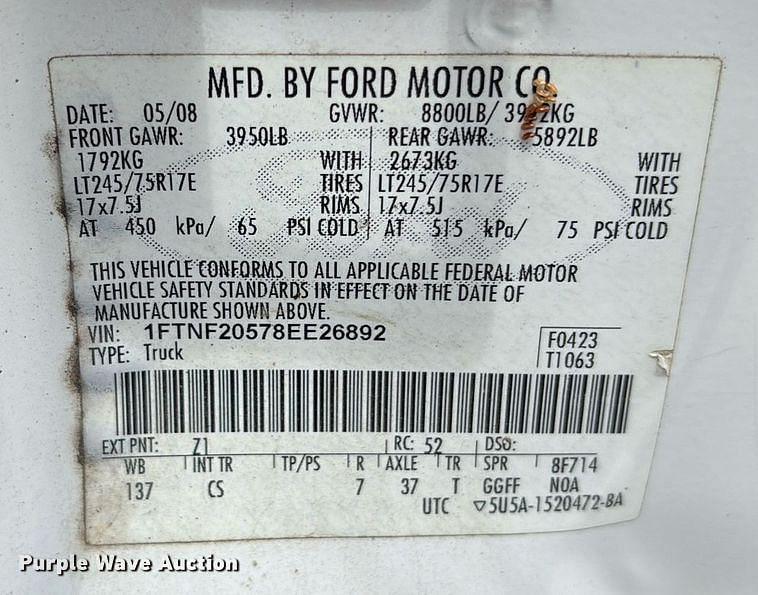 MFD. BY FORD MOTOR CO.
DATE: 05/08 GVWR: 8800LB/
FRONT GAWR: 3950LB REAR GAWR: 5892LB
1792KG WITH 2673KG WITH
LT245/75R17E TIRES LT245/75R17E TIRES
17x7.5J RIMS 17x7.5J RIMS
AT 450 kPa/ 65 PSI COLD AT 515 kPa/ 75 PSI COLD
THIS VEHICLE CONFORMS TO ALL APPLICABLE FEDERAL MOTOR
VEHICLE SAFETY STANDARDS IN EFFECT ON THE DATE OF
MANUFACTURE SHOWN ABOVE.
VIN: 1FTNF20578EE26892 F0423
TYPE: Truck T1063
EXT PNT: Z1 RC: 52 DSO:
WB INT TR TP/PS R AXLE TR SPR 8F714
137 CS 7 37 T GGFF NOA
UTC ▽5U5A-1520472-BA
Purple Wave Auction